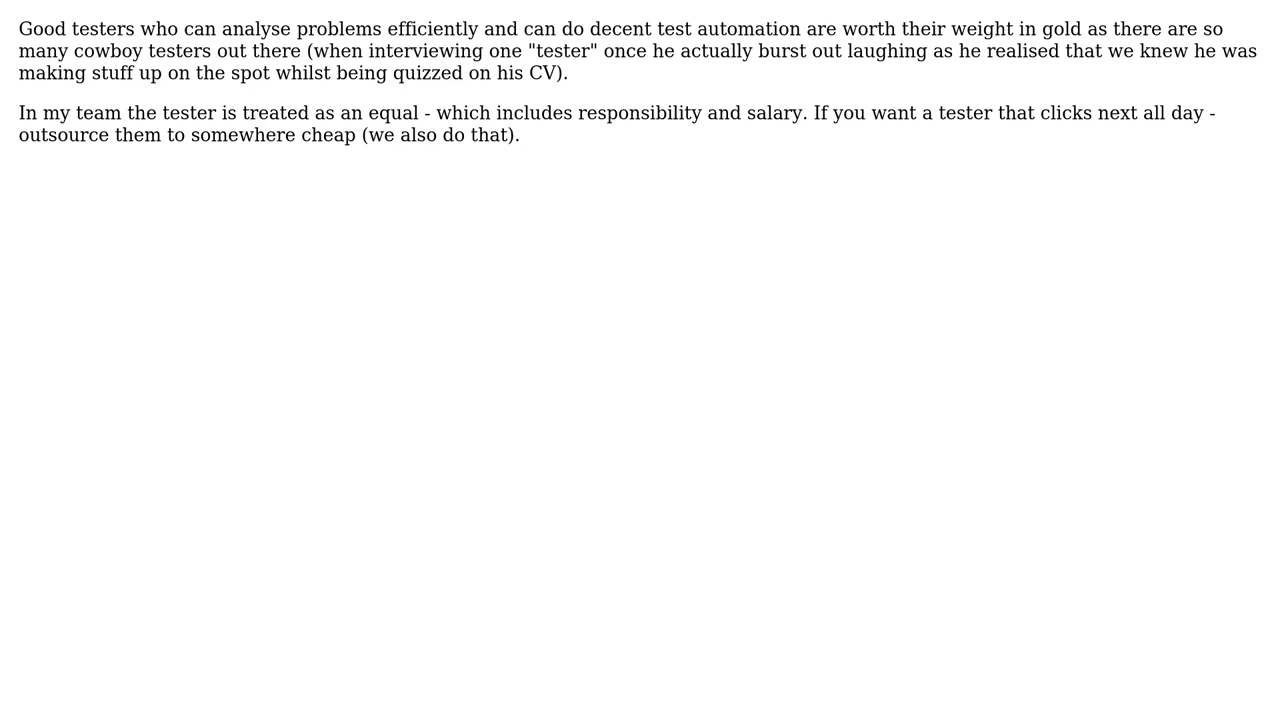 Good testers who can analyse problems efficiently and can do decent test automation are worth their weight in gold as there are so
many cowboy testers out there (when interviewing one "tester" once he actually burst out laughing as he realised that we knew he was
making stuff up on the spot whilst being quizzed on his CV).
In my team the tester is treated as an equal - which includes responsibility and salary. If you want a tester that clicks next all day -
outsource them to somewhere cheap (we also do that).